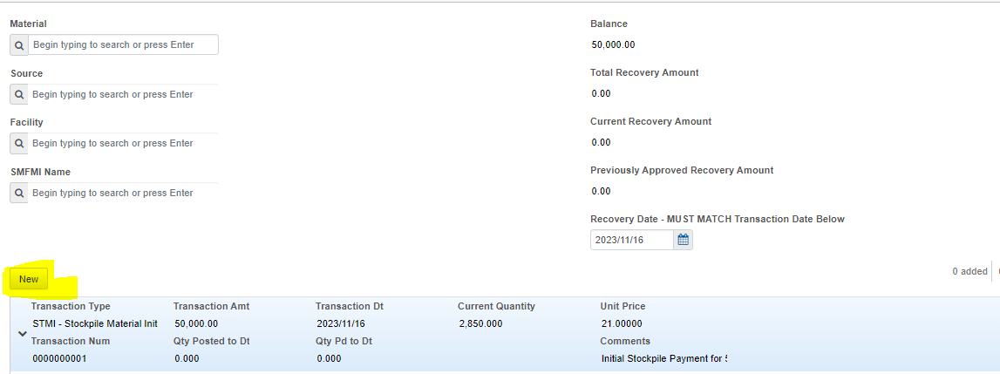 Material
Begin typing to search or press Enter
Source
Begin typing to search or press Enter
Facility
Begin typing to search or press Enter
SMFMI Name
Begin typing to search or press Enter
Balance
50,000.00
Total Recovery Amount
0.00
Current Recovery Amount
0.00
Previously Approved Recovery Amount
0.00
Recovery Date - MUST MATCH Transaction Date Below
2023/11/16
New
0 added
Transaction Type Transaction Amt Transaction Dt Current Quantity Unit Price
STMI - Stockpile Material Init 50,000.00 2023/11/16 2,850.000 21.00000
Transaction Num Qty Posted to Dt Qty Pd to Dt Comments
0000000001 0.000 0.000 Initial Stockpile Payment for